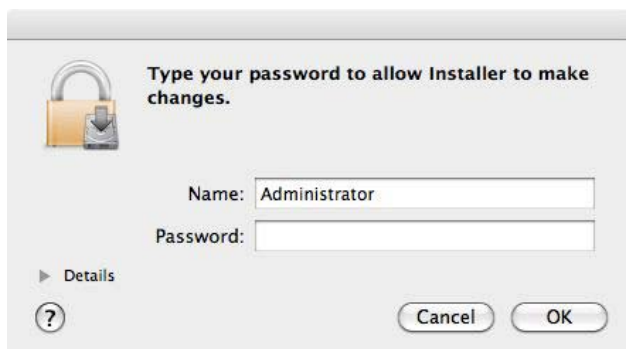 Type your password to allow Installer to make
changes.
Name: Administrator
Password:
Details
?
Cancel OK